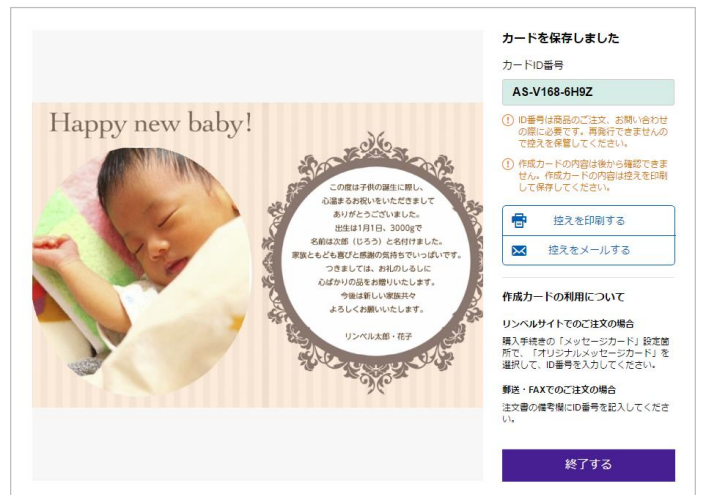 Happy new baby!
この度は子供の誕生に際し、
心温まるお祝いをいただきまして
ありがとうございました。
出生は1月1日、3000gで
名前は次郎（じろう）と名付けました。
家族ともども喜びと感謝の気持ちでいっぱいです。
つきましては、お礼のしるしに
心ばかりの品をお贈りいたします。
今後は新しい家族共々
よろしくお願いいたします。
リンベル太郎・花子
カードを保存しました
カードID番号
AS-V168-6H9Z
ID番号は商品のご注文、お問い合わせ
の際に必要です。再発行できませんの
で控えを保管してください。
作成カードの内容は後から確認できま
せん。作成カードの内容は控えを印刷
して保存してください。
控えを印刷する
控えをメールする
作成カードの利用について
リンベルサイトでのご注文の場合
購入手続きの「メッセージカード」設定箇
所で、「オリジナルメッセージカード」を
選択して、ID番号を入力してください。
郵送・FAXでのご注文の場合
注文書の備考欄にID番号を記入してくださ
い。
終了する